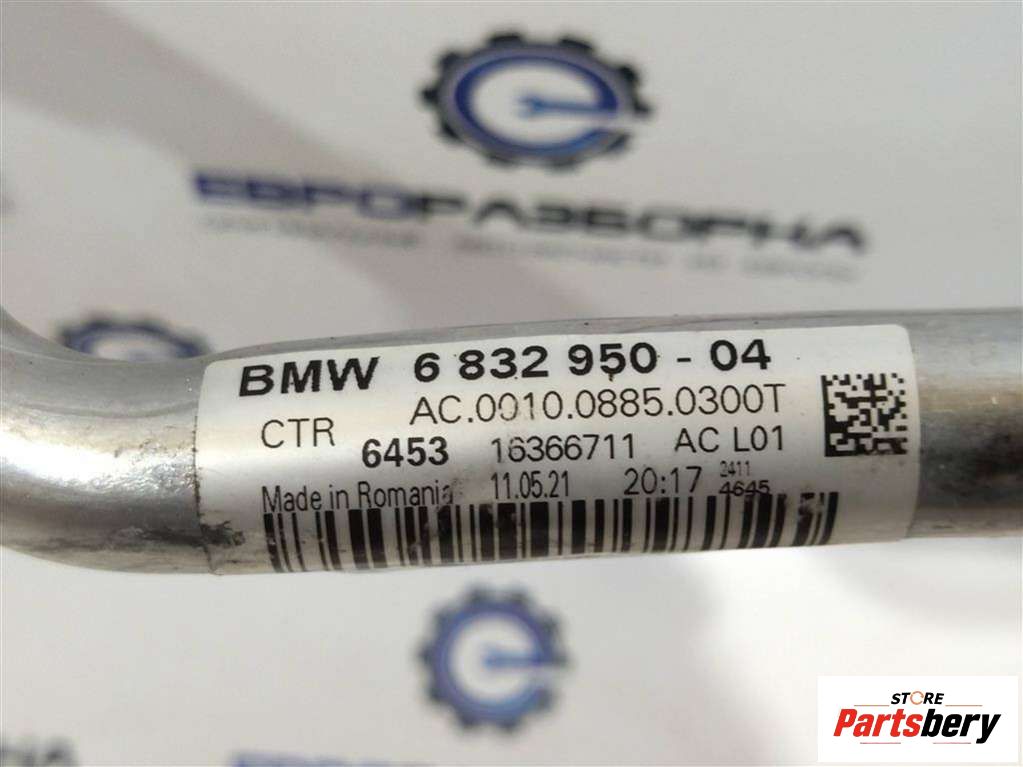 ЕВРОРАЗБОРКА
BMW 6 832 950 - 04
CTR AC.0010.0885.0300T
6453 16366711 AC L01
Made in Romania 11.05.21 20:17 2411
4645
STORE
Partsbery